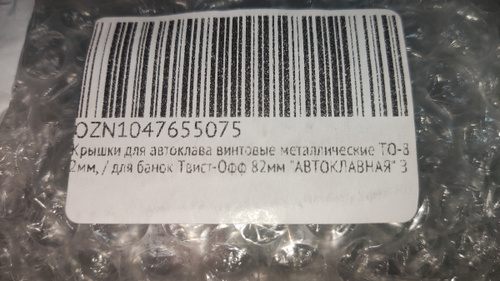 OZN1047655075
Крышки для автоклава винтовые металлические ТО-8
2мм, / для банок Твист-Офф 82мм "АВТОКЛАВНАЯ" 3